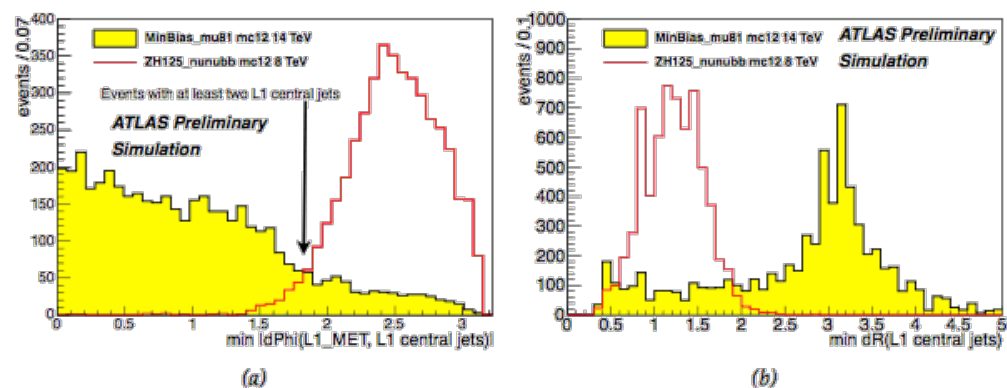 events / 0.07
400
350
300
250
200
150
100
50
0
MinBias_mu81 mc12 14 TeV
ZH125_nunubb mc12 8 TeV
Events with at least two L1 central jets
ATLAS Preliminary
Simulation
0 0.5 1 1.5 2 2.5 3
min |dPhi(L1_MET, L1 central jets)|
(a)
events / 0.1
1000
900
800
700
600
500
400
300
200
100
0
MinBias_mu81 mc12 14 TeV
ZH125_nunubb mc12 8 TeV
ATLAS Preliminary
Simulation
0 0.5 1 1.5 2 2.5 3 3.5 4 4.5 5
min dR(L1 central jets)
(b)